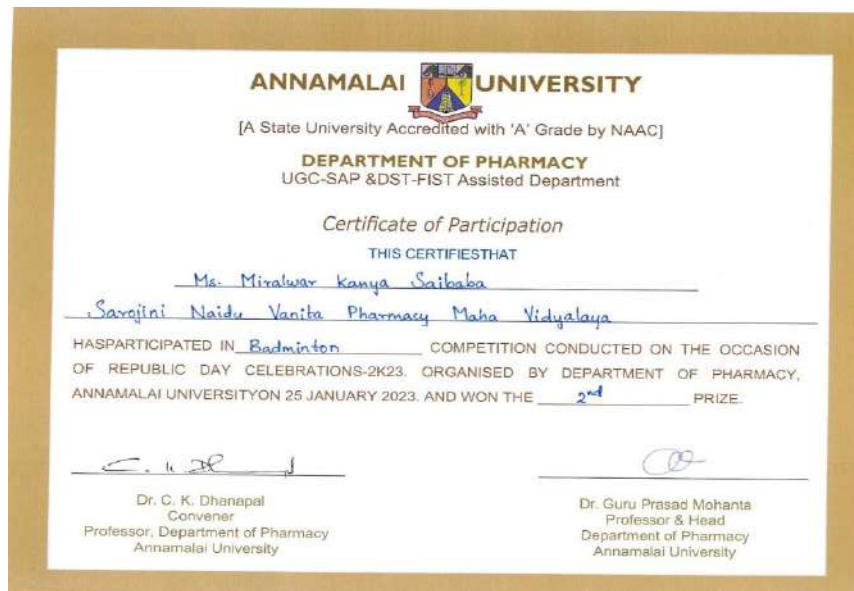 ANNAMALAI UNIVERSITY
[A State University Accredited with 'A' Grade by NAAC]
DEPARTMENT OF PHARMACY
UGC-SAP &DST-FIST Assisted Department
Certificate of Participation
THIS CERTIFIESTHAT
Ms. Miralwar Kanya Saibaba
Sarojini Naidu Vanita Pharmacy Maha Vidyalaya
HASPARTICIPATED IN Badminton COMPETITION CONDUCTED ON THE OCCASION
OF REPUBLIC DAY CELEBRATIONS-2K23. ORGANISED BY DEPARTMENT OF PHARMACY,
ANNAMALAI UNIVERSITYON 25 JANUARY 2023. AND WON THE 2nd PRIZE.
Dr. C. K. Dhanapal
Convener
Professor, Department of Pharmacy
Annamalai University
Dr. Guru Prasad Mohanta
Professor & Head
Department of Pharmacy
Annamalai University